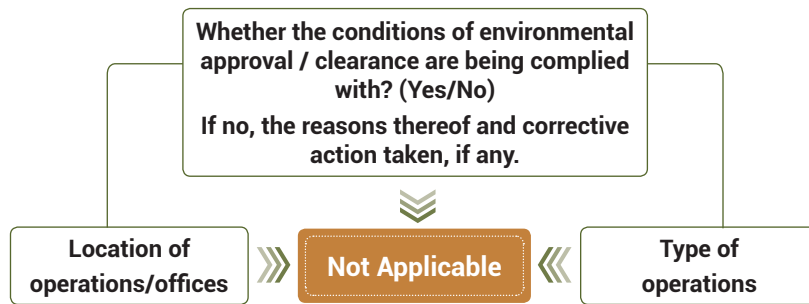 Whether the conditions of environmental
approval / clearance are being complied
with? (Yes/No)
If no, the reasons thereof and corrective
action taken, if any.
Location of
operations/offices
Not Applicable
Type of
operations